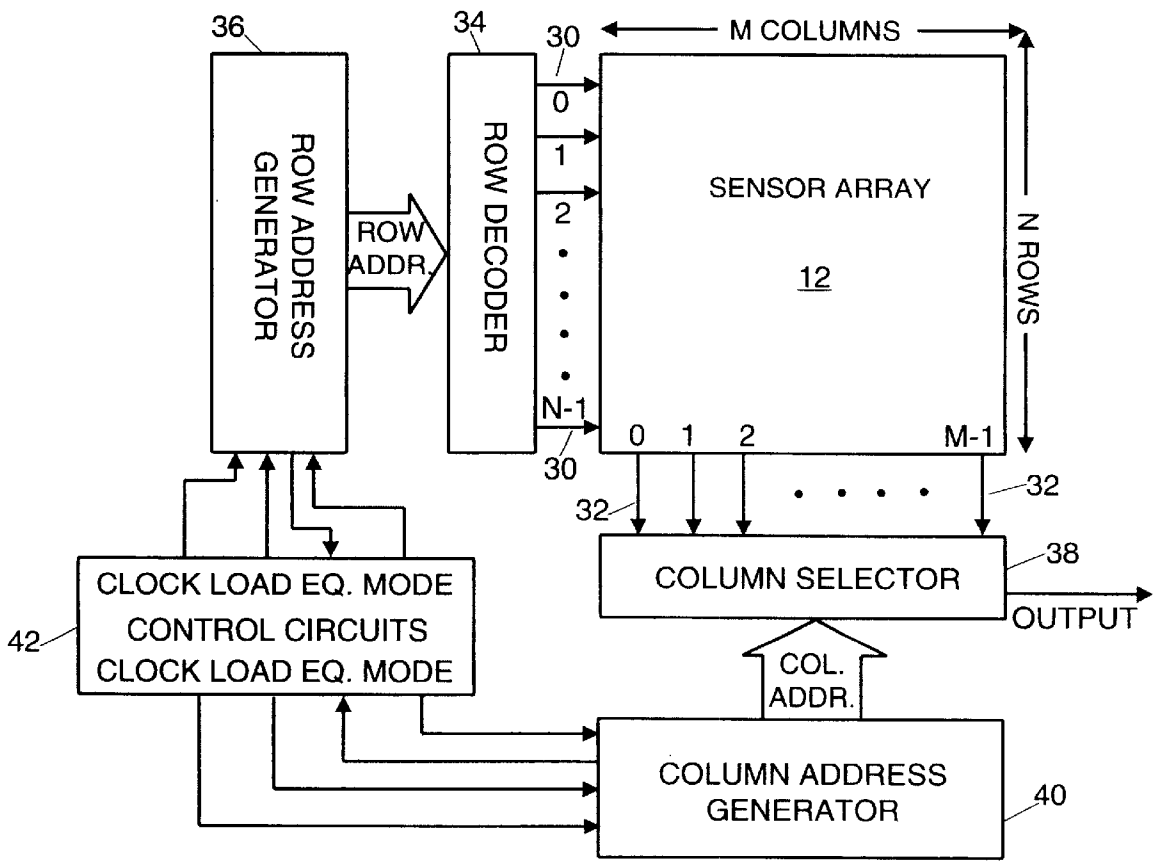 36
34
30
M COLUMNS
ROW ADDRESS
GENERATOR
ROW
ADDR.
ROW DECODER
0
1
2
N-1
30
SENSOR ARRAY
12
N ROWS
0 1 2 M-1
32
32
CLOCK LOAD EQ. MODE
CONTROL CIRCUITS
CLOCK LOAD EQ. MODE
42
COLUMN SELECTOR
38
OUTPUT
COL.
ADDR.
COLUMN ADDRESS
GENERATOR
40